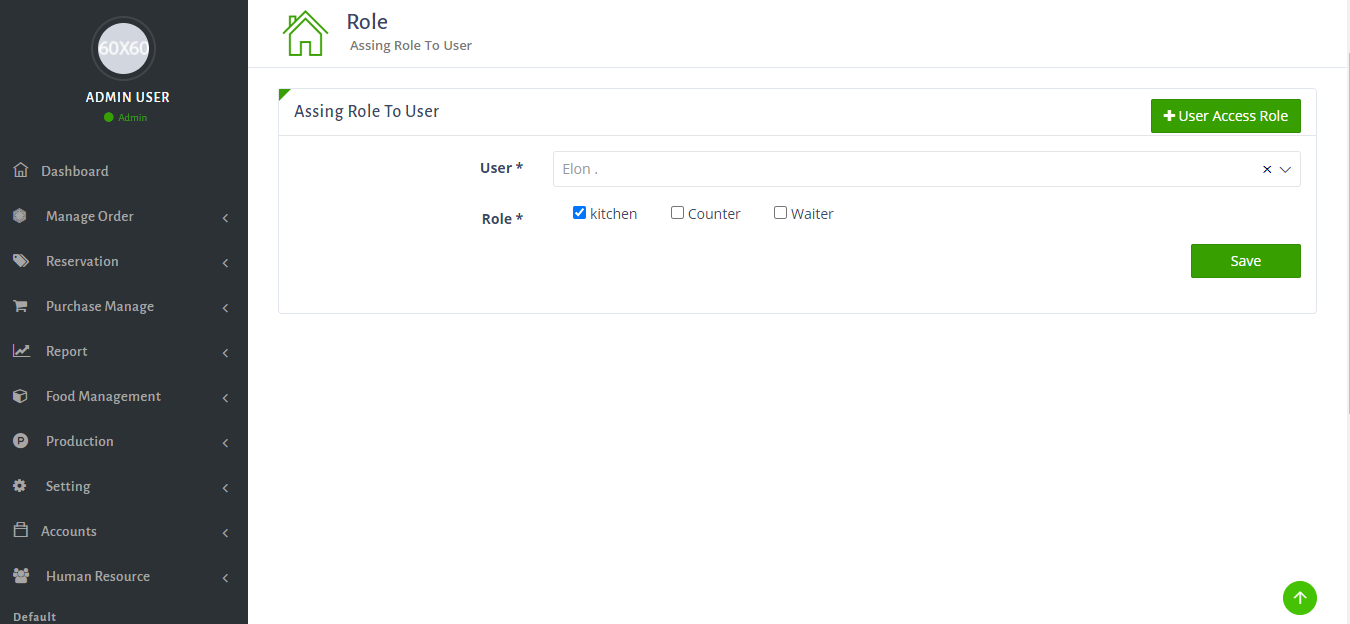 60X60
ADMIN USER
Admin
Dashboard
Manage Order
Reservation
Purchase Manage
Report
Food Management
P Production
Setting
Accounts
Human Resource
Default
Role
Assing Role To User
Assing Role To User
User Access Role
User *
Elon .
Role *
kitchen Counter Waiter
Save